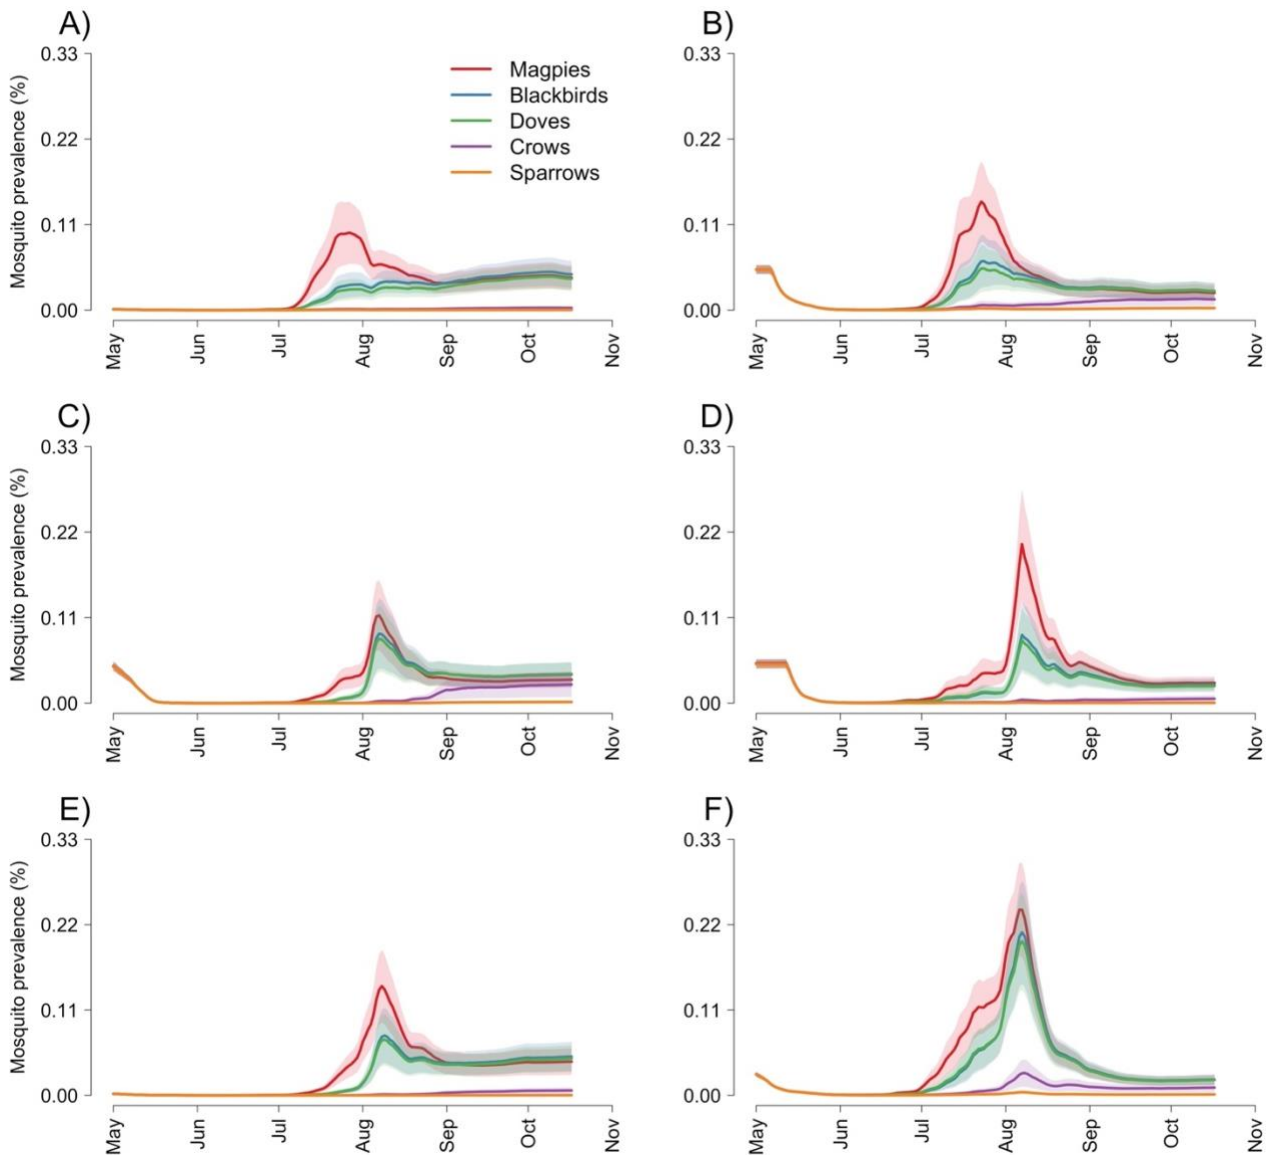 A)
0.33
0.22
0.11
0.00
Mosquito prevalence (%)
Magpies
Blackbirds
Doves
Crows
Sparrows
May
Jun
Jul
Aug
Sep
Oct
Nov
B)
0.33
0.22
0.11
0.00
May
Jun
Jul
Aug
Sep
Oct
Nov
C)
0.33
0.22
0.11
0.00
Mosquito prevalence (%)
May
Jun
Jul
Aug
Sep
Oct
Nov
D)
0.33
0.22
0.11
0.00
May
Jun
Jul
Aug
Sep
Oct
Nov
E)
0.33
0.22
0.11
0.00
Mosquito prevalence (%)
May
Jun
Jul
Aug
Sep
Oct
Nov
F)
0.33
0.22
0.11
0.00
May
Jun
Jul
Aug
Sep
Oct
Nov